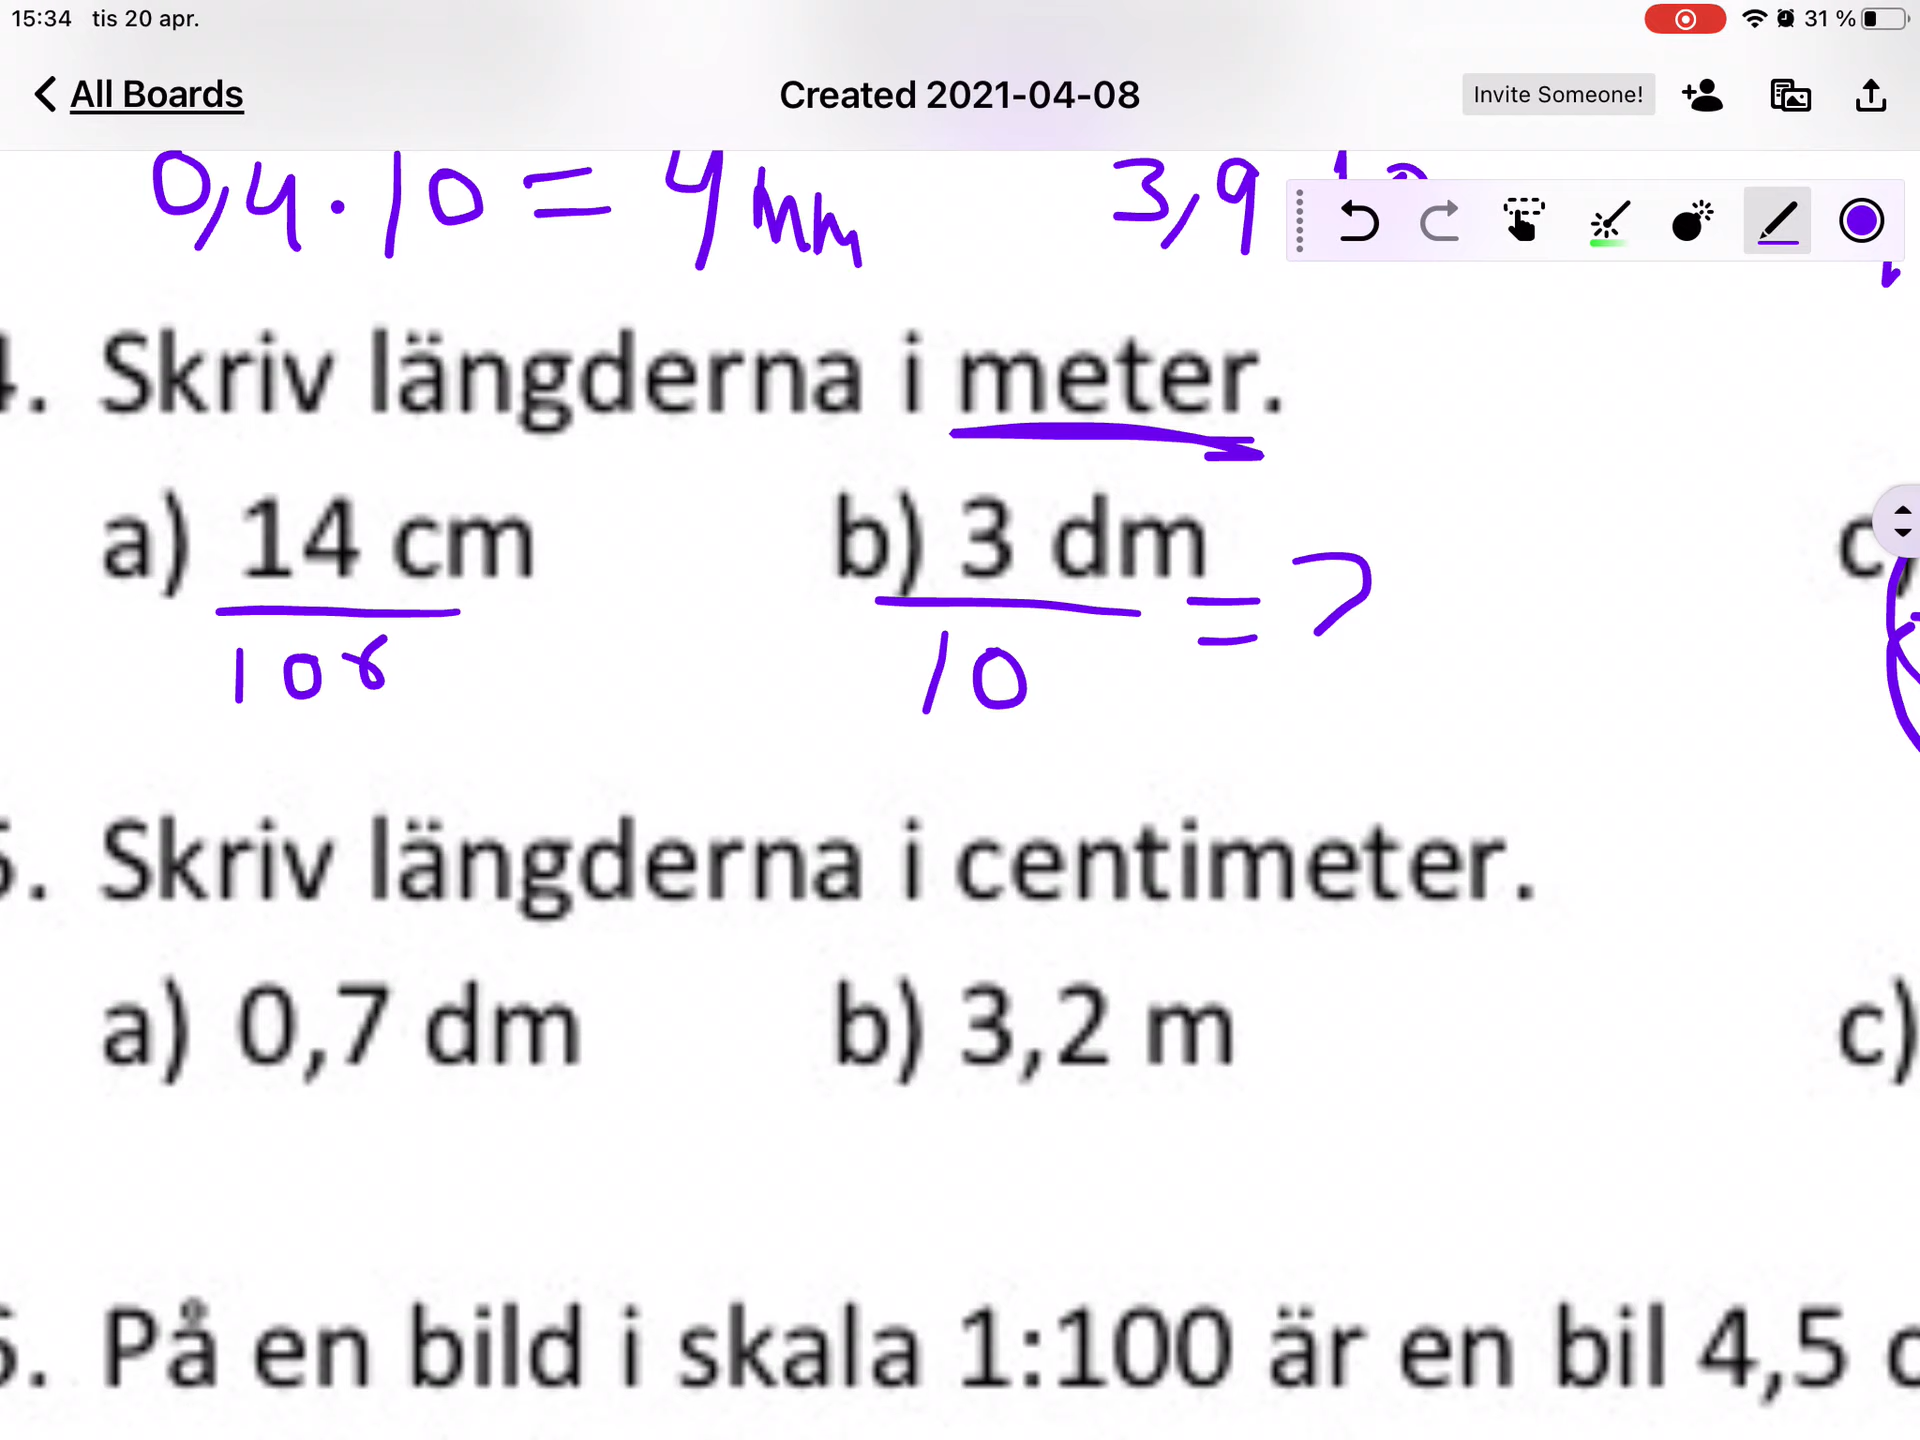 15:34 tis 20 apr. 31 %
All Boards Created 2021-04-08 Invite Someone!
0,4 · 10 = 4 mm 3,9
4. Skriv längderna i meter.
a) 14 cm b) 3 dm = ? c)
100 10
5. Skriv längderna i centimeter.
a) 0,7 dm b) 3,2 m c)
6. På en bild i skala 1:100 är en bil 4,5 c